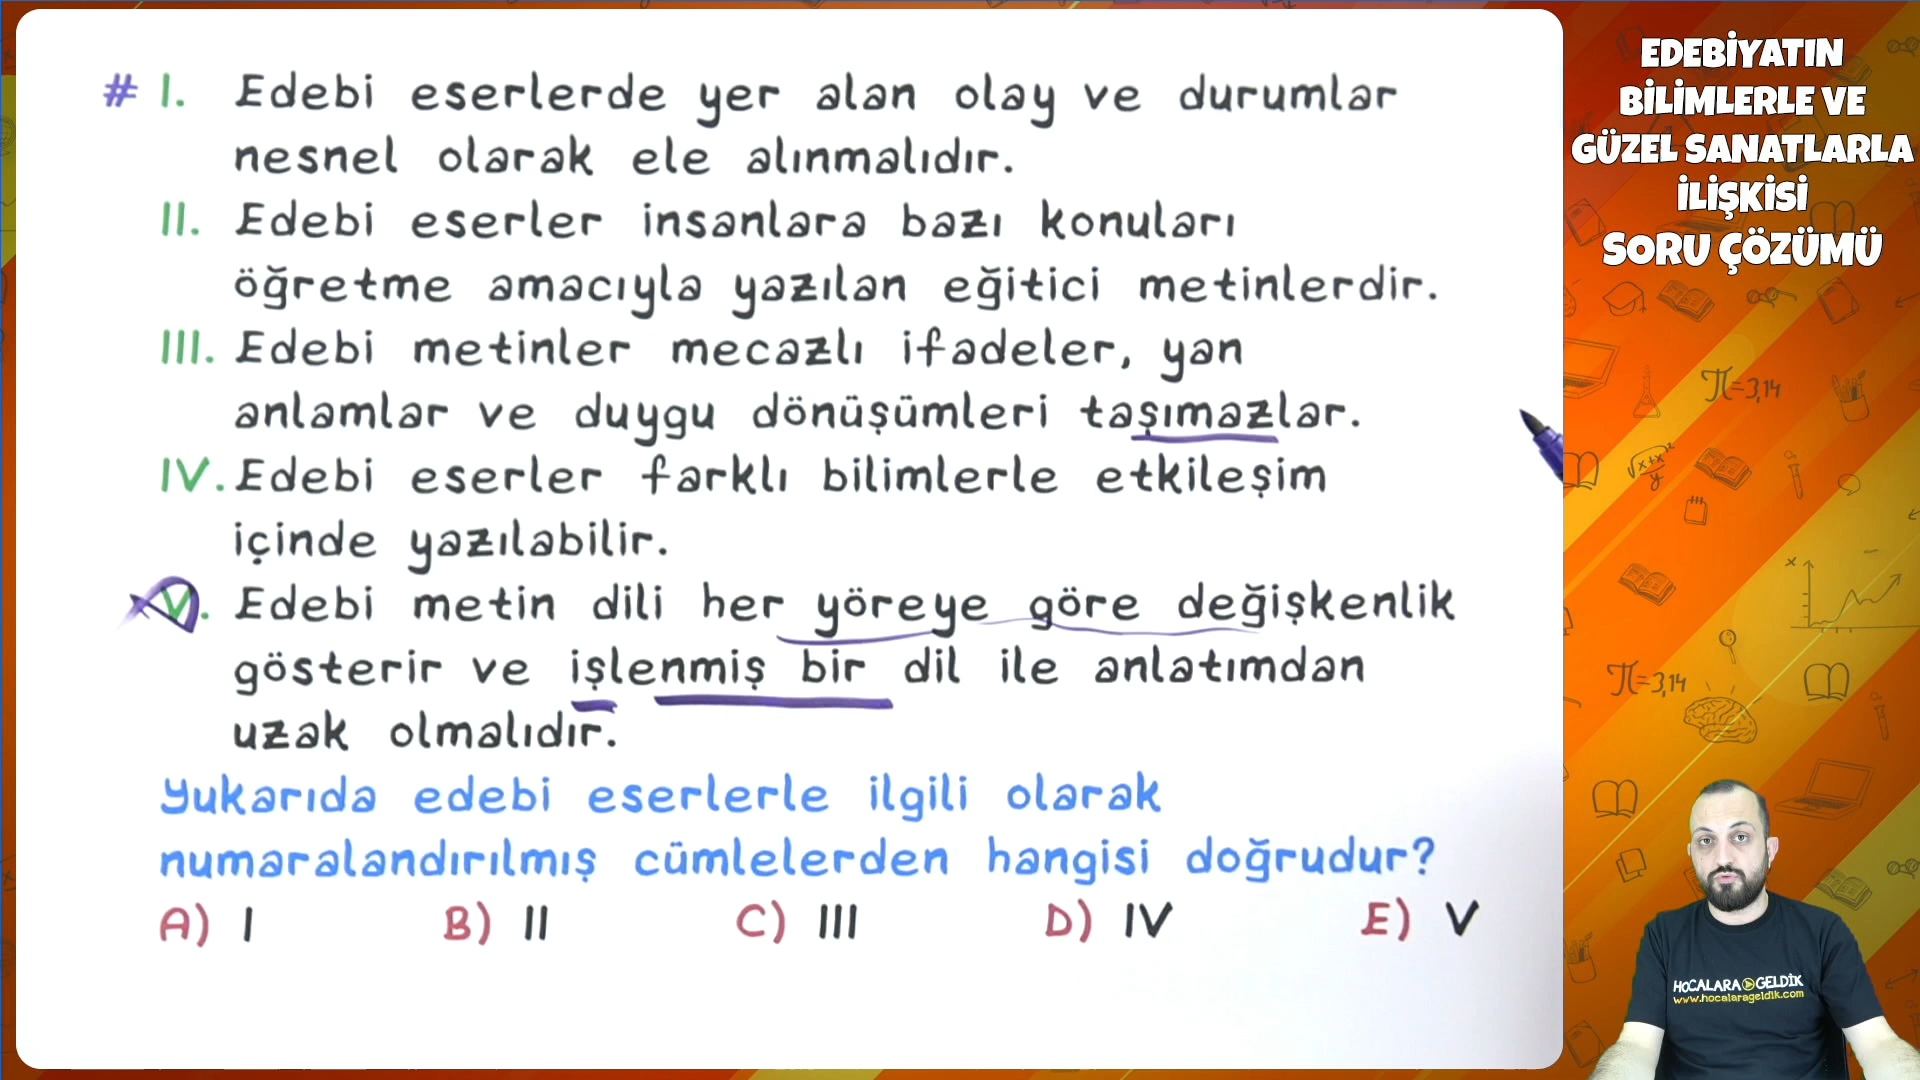 # I. Edebi eserlerde yer alan olay ve durumlar
nesnel olarak ele alınmalıdır.
II. Edebi eserler insanlara bazı konuları
öğretme amacıyla yazılan eğitici metinlerdir.
III. Edebi metinler mecazlı ifadeler, yan
anlamlar ve duygu dönüşümleri taşımazlar.
IV. Edebi eserler farklı bilimlerle etkileşim
içinde yazılabilir.
V. Edebi metin dili her yöreye göre değişkenlik
gösterir ve işlenmiş bir dil ile anlatımdan
uzak olmalıdır.
Yukarıda edebi eserlerle ilgili olarak
numaralandırılmış cümlelerden hangisi doğrudur?
A) I B) II C) III D) IV E) V
EDEBİYATIN
BİLİMLERLE VE
GÜZEL SANATLARLA
İLİŞKİSİ
SORU ÇÖZÜMÜ
π=3,14
π=3,14
HOCALARA GELDİK
www.hocalarageldik.com